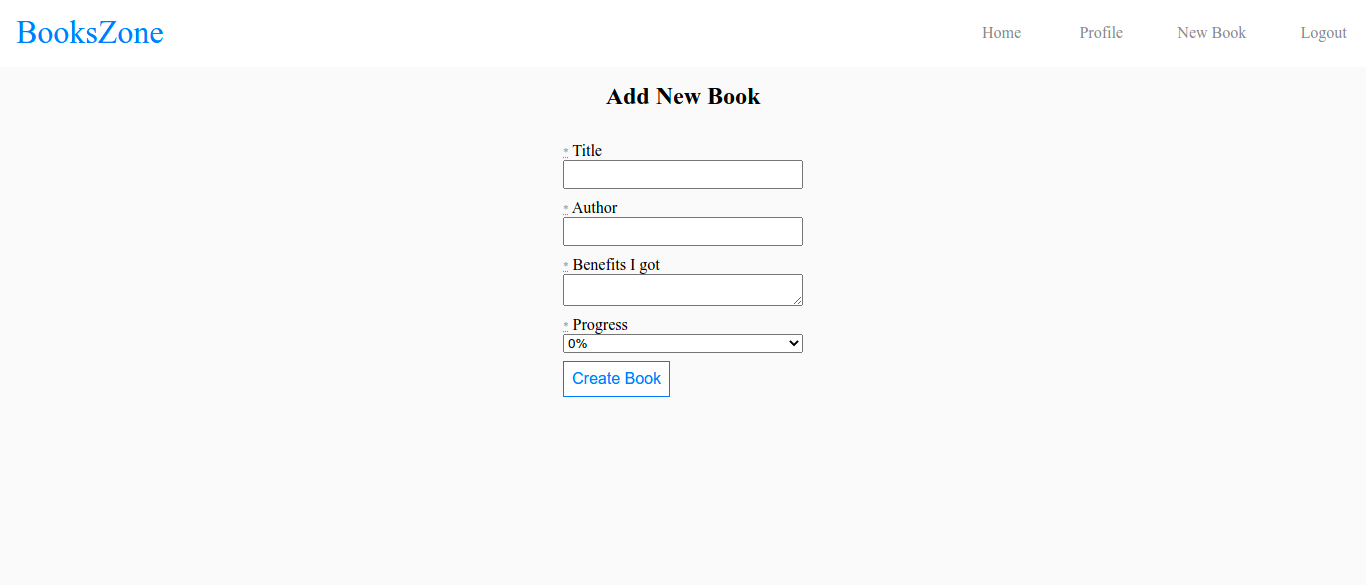 BooksZone Home Profile New Book Logout
Add New Book
* Title
* Author
* Benefits I got
* Progress
0%
Create Book